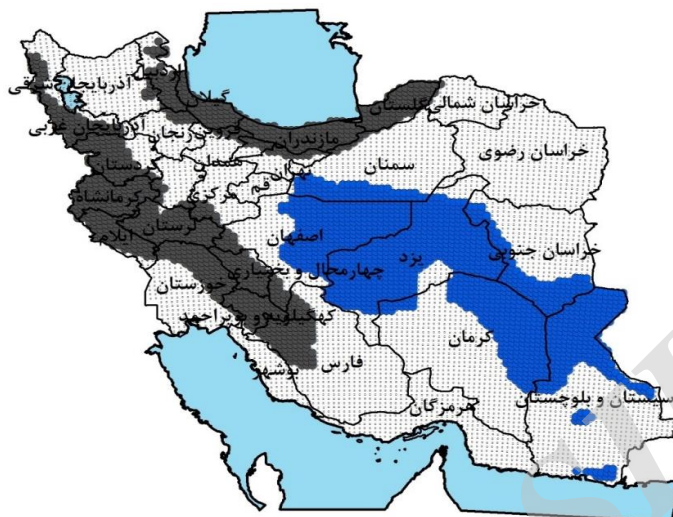 اردبیل
آذربایجان شرقی
گیلان
گلستان
خراسان شمالی
آذربایجان غربی
زنجان
قزوین
مازندران
خراسان رضوی
کردستان
همدان
تهران
سمنان
کرمانشاه
مرکزی
قم
ایلام
لرستان
اصفهان
خراسان جنوبی
خوزستان
چهارمحال و بختیاری
یزد
کهکیلویه و بویراحمد
بوشهر
فارس
کرمان
هرمزگان
سیستان و بلوچستان